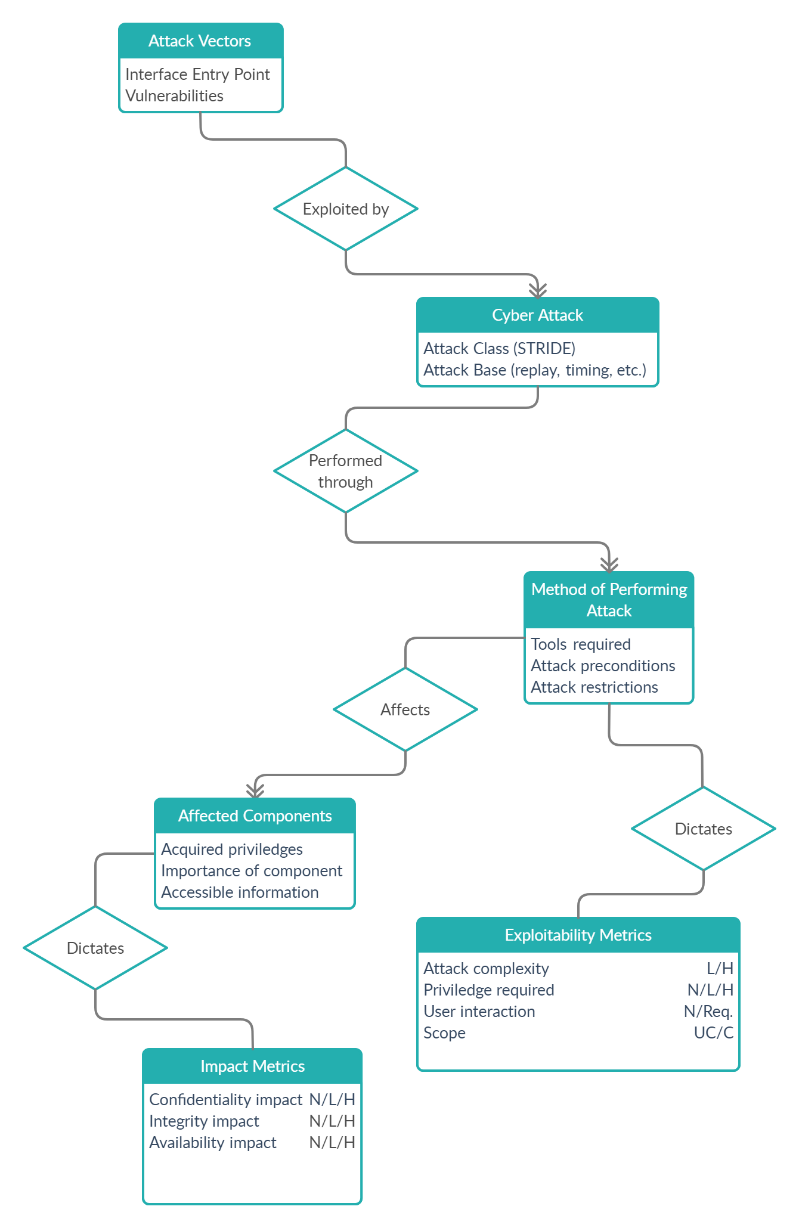 Attack Vectors
Interface Entry Point
Vulnerabilities
Exploited by
Cyber Attack
Attack Class (STRIDE)
Attack Base (replay, timing, etc.)
Performed
through
Method of Performing
Attack
Tools required
Attack preconditions
Attack restrictions
Affects
Affected Components
Acquired priviledges
Importance of component
Accessible information
Dictates
Exploitability Metrics
Attack complexity L/H
Priviledge required N/L/H
User interaction N/Req.
Scope UC/C
Dictates
Impact Metrics
Confidentiality impact N/L/H
Integrity impact N/L/H
Availability impact N/L/H